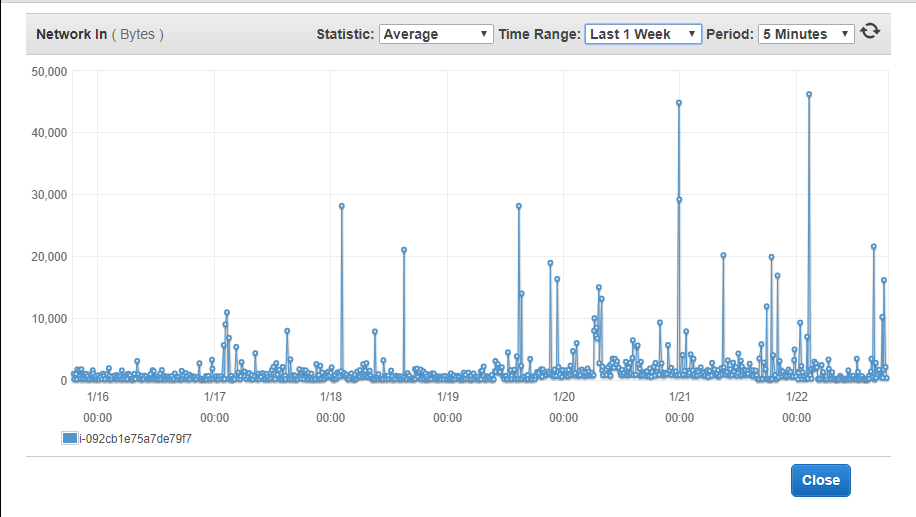 Network In ( Bytes ) Statistic: Average Time Range: Last 1 Week Period: 5 Minutes
50,000
40,000
30,000
20,000
10,000
0
1/16 1/17 1/18 1/19 1/20 1/21 1/22
00:00 00:00 00:00 00:00 00:00 00:00 00:00
i-092cb1e75a7de79f7
Close